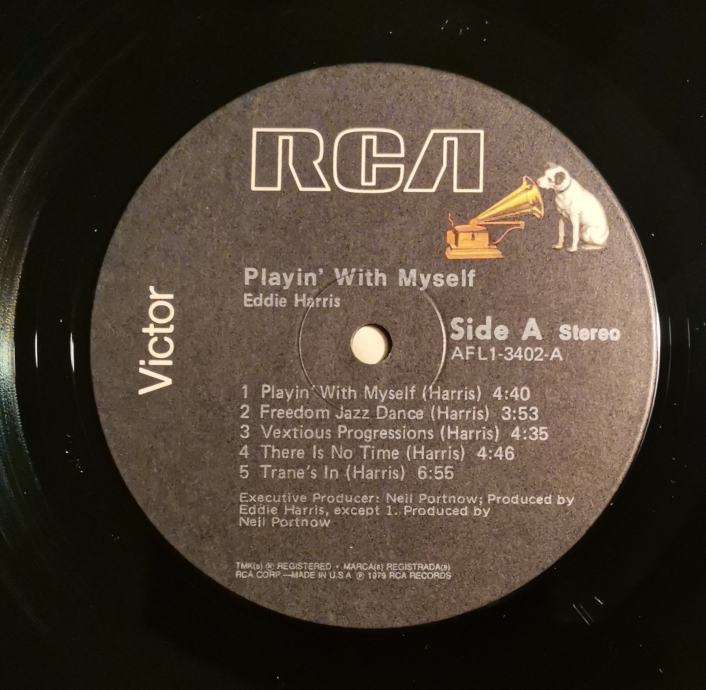 RCA
Playin' With Myself
Eddie Harris
Victor
Side A Stereo
AFL1-3402-A
1 Playin' With Myself (Harris) 4:40
2 Freedom Jazz Dance (Harris) 3:53
3 Vextious Progressions (Harris) 4:35
4 There Is No Time (Harris) 4:46
5 Trane's In (Harris) 6:55
Executive Producer: Neil Portnow; Produced by
Eddie Harris, except 1. Produced by
Neil Portnow
TMK(s) ® REGISTERED • MARCA(s) REGISTRADA(s)
RCA CORP.—MADE IN U.S.A. ℗ 1979 RCA RECORDS